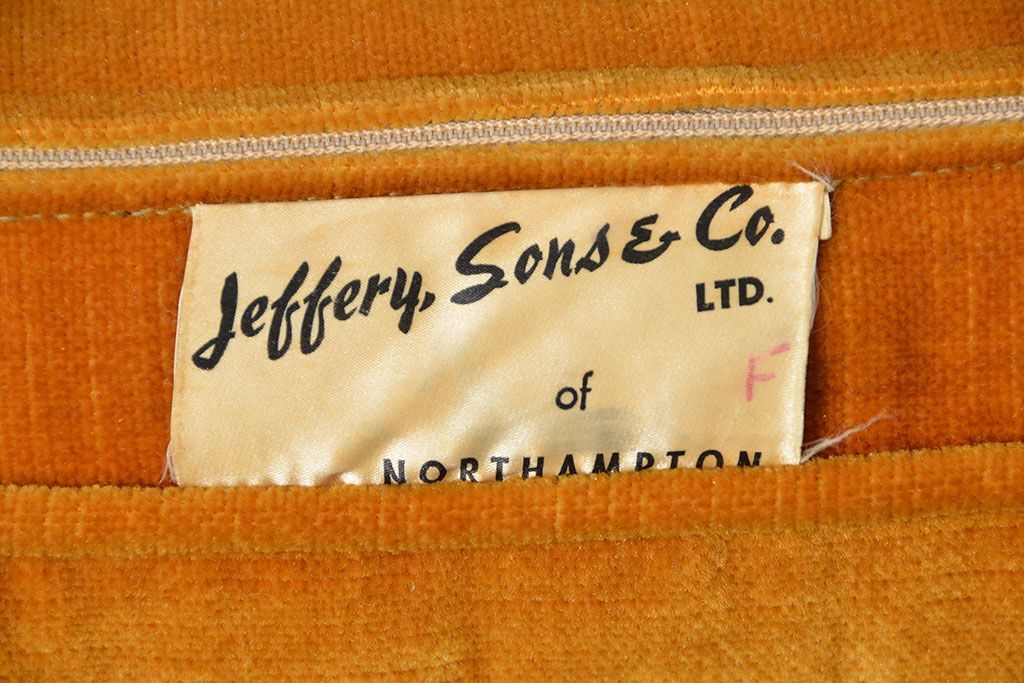 Jeffery, Sons & Co.
LTD.
F
of
NORTHAMPTON